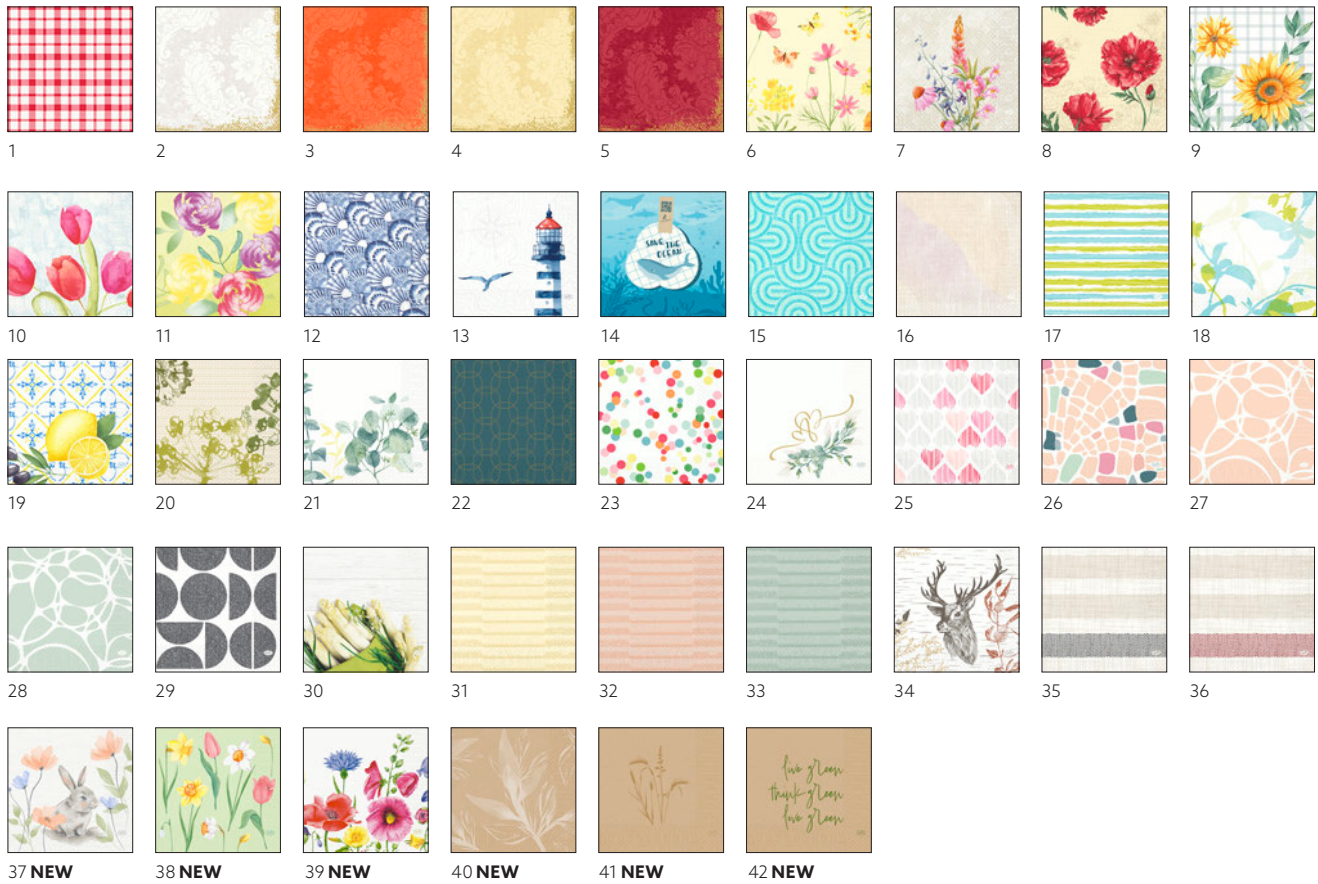 1 2 3 4 5 6 7 8 9
SAVE THE
OCEAN
10 11 12 13 14 15 16 17 18
19 20 21 22 23 24 25 26 27
28 29 30 31 32 33 34 35 36
live green
think green
live green
37 NEW 38 NEW 39 NEW 40 NEW 41 NEW 42 NEW